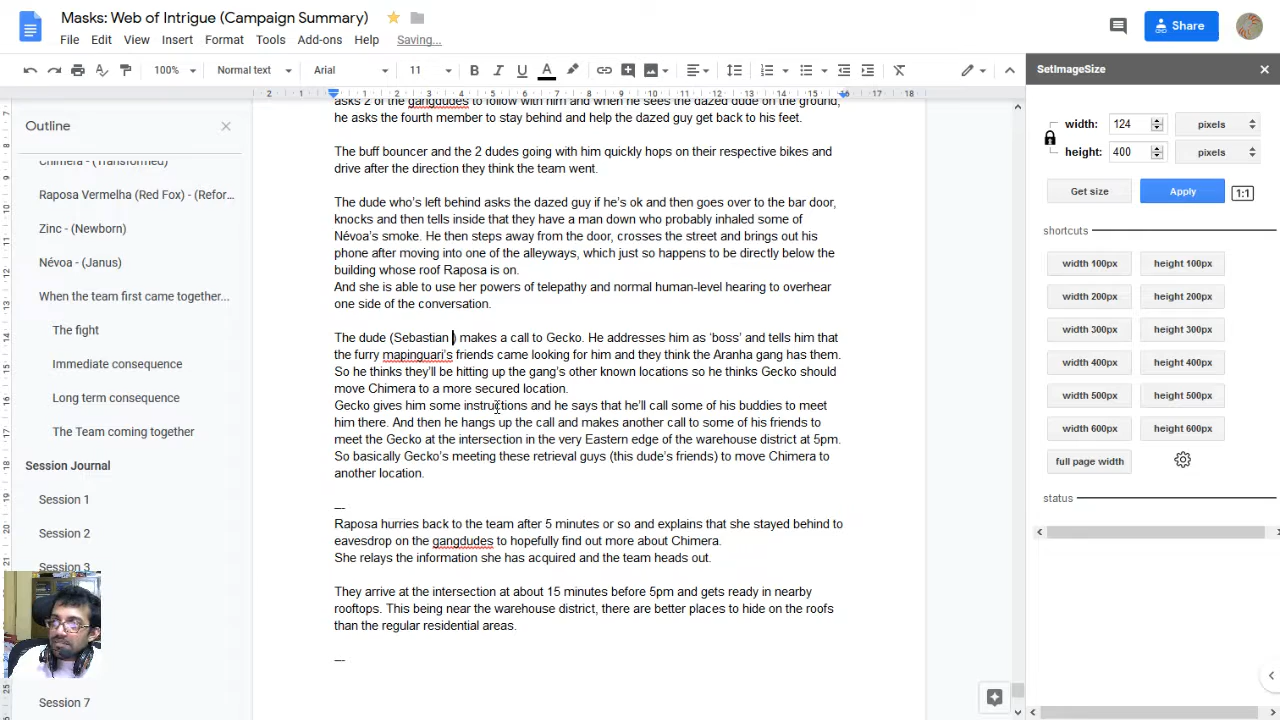 Masks: Web of Intrigue (Campaign Summary)
File Edit View Insert Format Tools Add-ons Help Saving...
Share
100% Normal text Arial 11 B I U A
SetImageSize
2 1 1 2 3 4 5 6 7 8 9 10 11 12 13 14 15 16 17 18
Outline
Chimera - (Transformed)
Raposa Vermelha (Red Fox) - (Refor...
Zinc - (Newborn)
Névoa - (Janus)
When the team first came together...
The fight
Immediate consequence
Long term consequence
The Team coming together
Session Journal
Session 1
Session 2
Session 3
Session 7
asks 2 of the gangdudes to follow with him and when he sees the dazed dude on the ground,
he asks the fourth member to stay behind and help the dazed guy get back to his feet.
The buff bouncer and the 2 dudes going with him quickly hops on their respective bikes and
drive after the direction they think the team went.
The dude who's left behind asks the dazed guy if he's ok and then goes over to the bar door,
knocks and then tells inside that they have a man down who probably inhaled some of
Névoa's smoke. He then steps away from the door, crosses the street and brings out his
phone after moving into one of the alleyways, which just so happens to be directly below the
building whose roof Raposa is on.
And she is able to use her powers of telepathy and normal human-level hearing to overhear
one side of the conversation.
The dude (Sebastian ) makes a call to Gecko. He addresses him as 'boss' and tells him that
the furry mapinguari's friends came looking for him and they think the Aranha gang has them.
So he thinks they'll be hitting up the gang's other known locations so he thinks Gecko should
move Chimera to a more secured location.
Gecko gives him some instructions and he says that he'll call some of his buddies to meet
him there. And then he hangs up the call and makes another call to some of his friends to
meet the Gecko at the intersection in the very Eastern edge of the warehouse district at 5pm.
So basically Gecko's meeting these retrieval guys (this dude's friends) to move Chimera to
another location.
---
Raposa hurries back to the team after 5 minutes or so and explains that she stayed behind to
eavesdrop on the gangdudes to hopefully find out more about Chimera.
She relays the information she has acquired and the team heads out.
They arrive at the intersection at about 15 minutes before 5pm and gets ready in nearby
rooftops. This being near the warehouse district, there are better places to hide on the roofs
than the regular residential areas.
---
width: 124 pixels
height: 400 pixels
Get size Apply 1:1
shortcuts
width 100px height 100px
width 200px height 200px
width 300px height 300px
width 400px height 400px
width 500px height 500px
width 600px height 600px
full page width
status